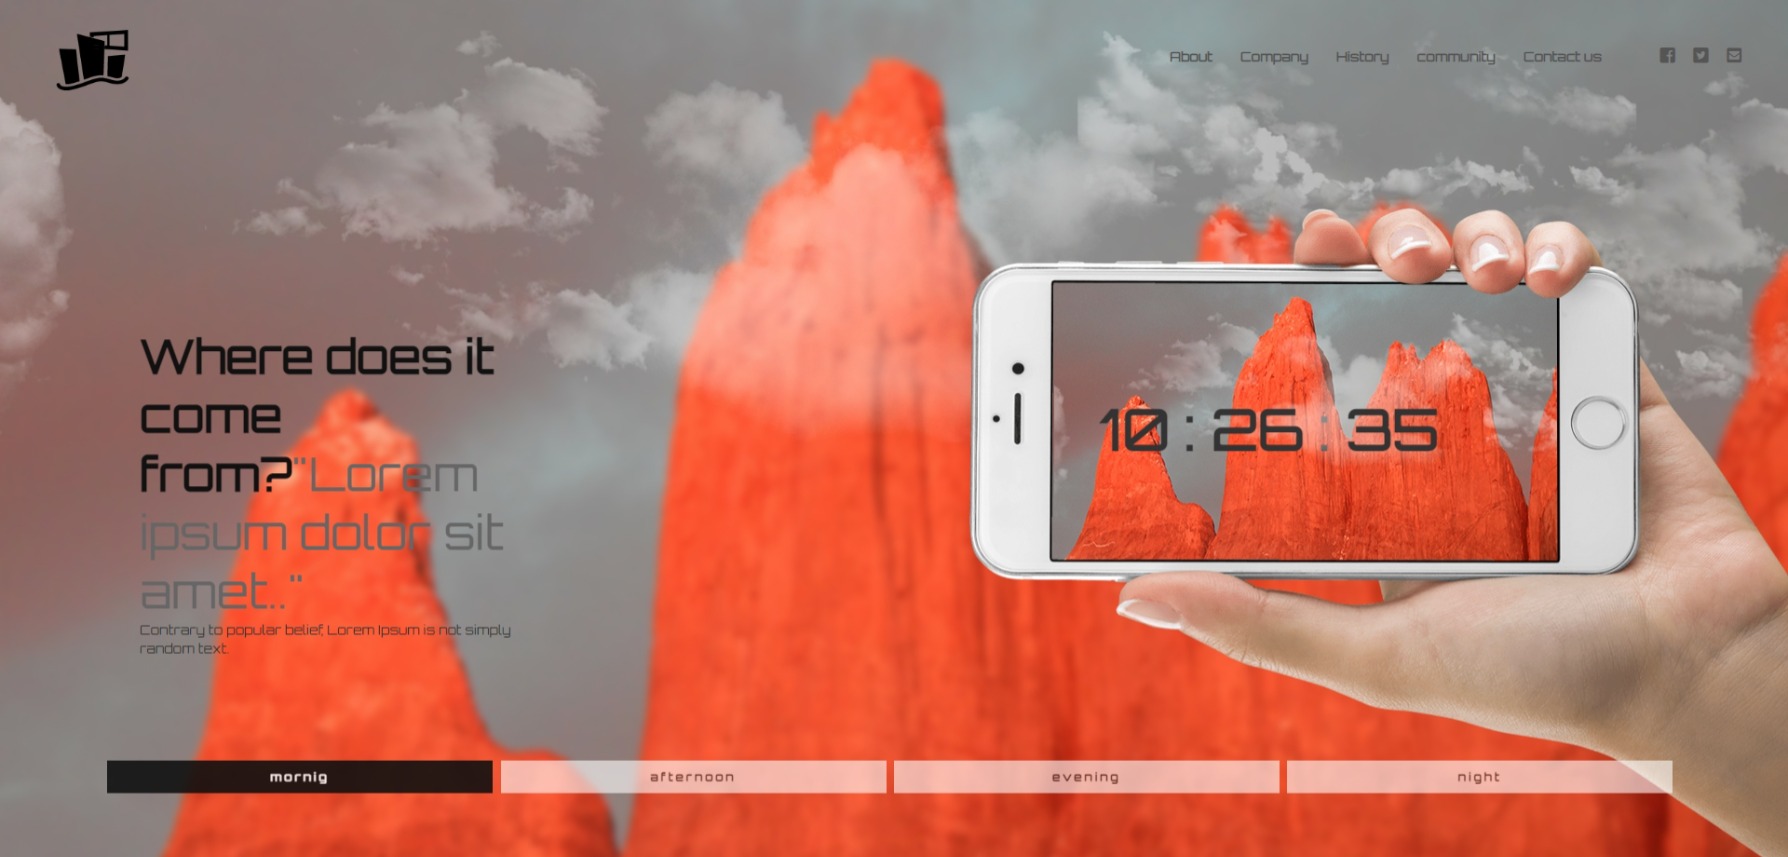 About Company History community Contact us
Where does it
come
from?"Lorem
ipsum dolor sit
amet.."
Contrary to popular belief, Lorem Ipsum is not simply
random text.
10 : 26 : 35
mornig afternoon evening night